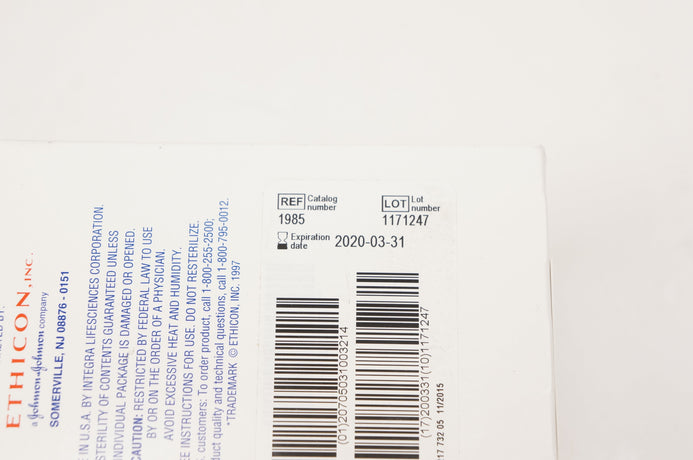 REF Catalog number
1985
LOT Lot number
1171247
Expiration date 2020-03-31
(01)20705031003214
(17)200331(10)1171247
17 732 05 11/2015
ETHICON, INC.
a Johnson & Johnson company
SOMERVILLE, NJ 08876 - 0151
IN U.S.A. BY INTEGRA LIFESCIENCES CORPORATION.
STERILITY OF CONTENTS GUARANTEED UNLESS
INDIVIDUAL PACKAGE IS DAMAGED OR OPENED.
CAUTION: RESTRICTED BY FEDERAL LAW TO USE
BY OR ON THE ORDER OF A PHYSICIAN.
AVOID EXCESSIVE HEAT AND HUMIDITY.
INSTRUCTIONS FOR USE. DO NOT RESTERILIZE.
customers: To order product, call 1-800-255-2500;
quality and technical questions, call 1-800-795-0012.
*TRADEMARK © ETHICON, INC. 1997